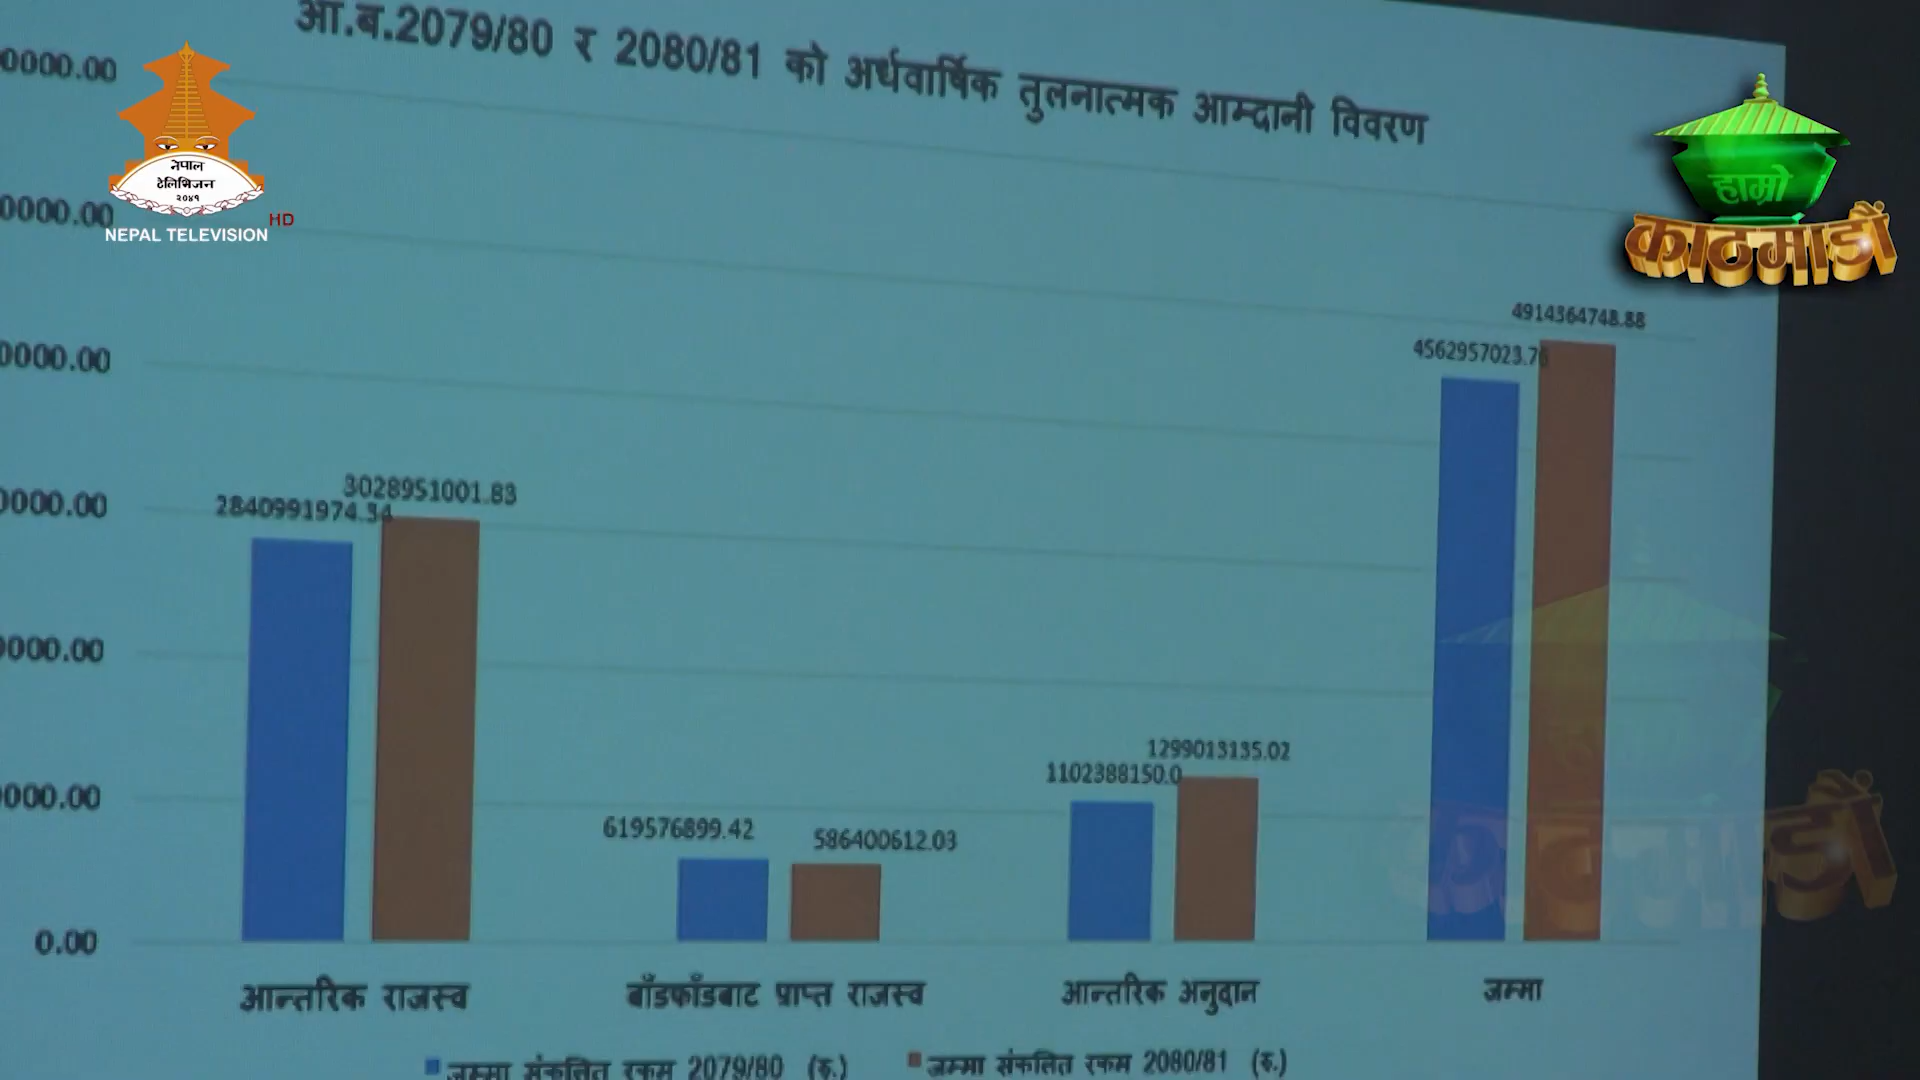 आ.ब.2079/80 र 2080/81 को अर्धवार्षिक तुलनात्मक आम्दानी विवरण
0000.00
नेपाल
टेलिभिजन
२०४१
HD
NEPAL TELEVISION
हाम्रो
काठमाडौं
0000.00
4914364748.88
4562957023.76
0000.00
3028951001.83
2840991974.34
0000.00
0000.00
1299013135.02
1102388150.0
0000.00
619576899.42
586400612.03
0.00
आन्तरिक राजस्व बाँडफाँडबाट प्राप्त राजस्व आन्तरिक अनुदान जम्मा
जम्मा संकलित रकम 2079/80 (रु.) जम्मा संकलित रकम 2080/81 (रु.)
काठमाडौं